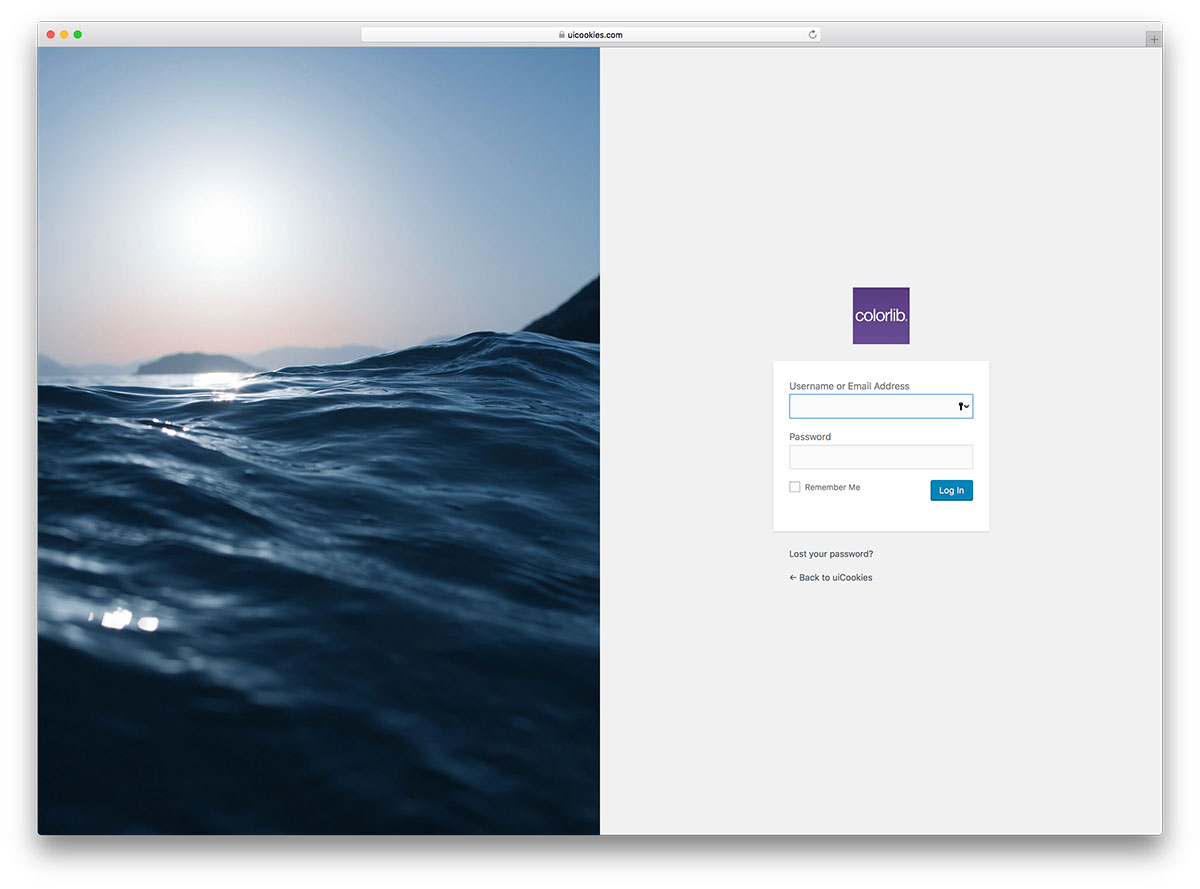 uicookies.com
colorlib.
Username or Email Address
Password
Remember Me
Log In
Lost your password?
← Back to uiCookies